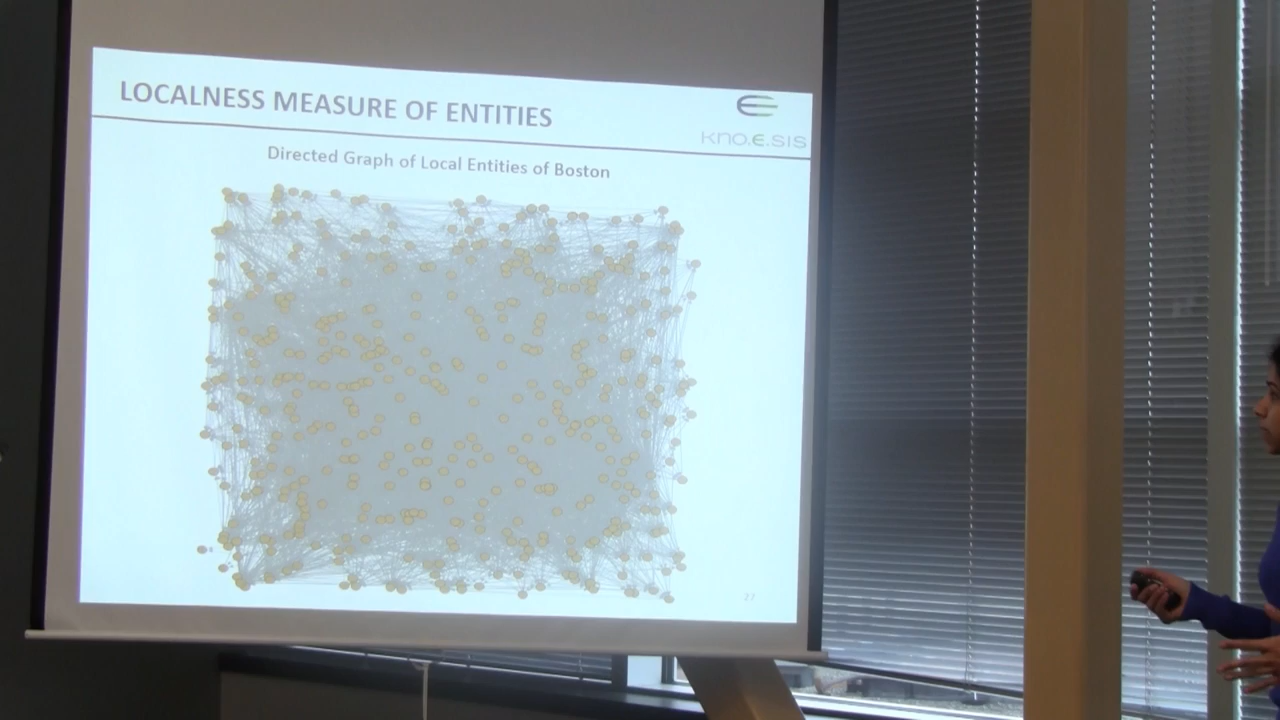 LOCALNESS MEASURE OF ENTITIES
kno.e.sis
Directed Graph of Local Entities of Boston
27